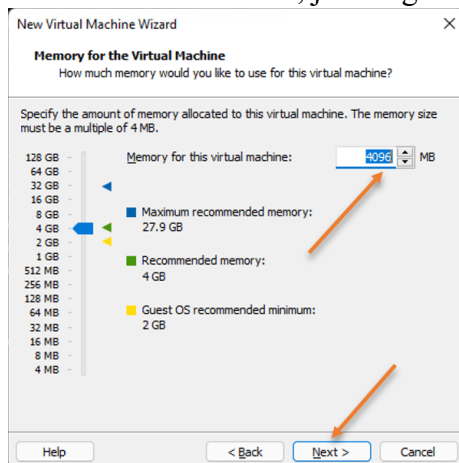 New Virtual Machine Wizard
Memory for the Virtual Machine
How much memory would you like to use for this virtual machine?
Specify the amount of memory allocated to this virtual machine. The memory size
must be a multiple of 4 MB.
128 GB
64 GB
32 GB
16 GB
8 GB
4 GB
2 GB
1 GB
512 MB
256 MB
128 MB
64 MB
32 MB
16 MB
8 MB
4 MB
Memory for this virtual machine: 4096 MB
Maximum recommended memory:
27.9 GB
Recommended memory:
4 GB
Guest OS recommended minimum:
2 GB
Help < Back Next > Cancel